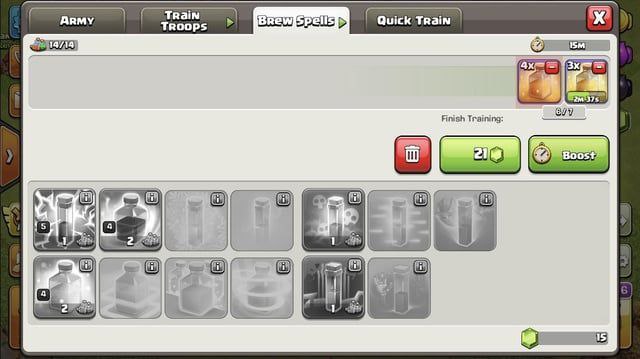 Army
Train Troops
Brew Spells
Quick Train
X
14/14
15M
4x
3x
2M 37s
6/7
Finish Training:
21
Boost
i i i i i i i
5 1 4 2 1
i i i i i i
4 2 1
15